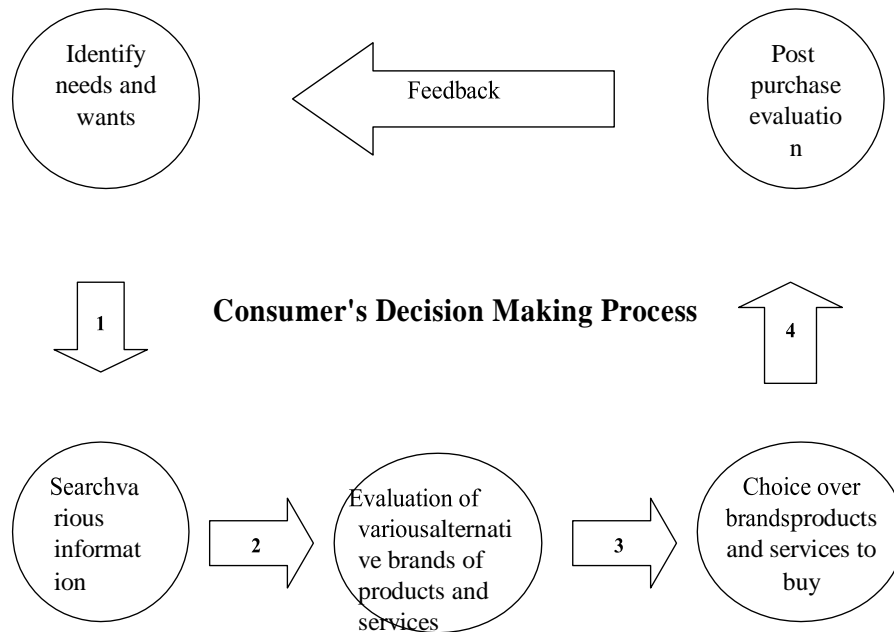 Identify
needs and
wants
Feedback
Post
purchase
evaluatio
n
1
Consumer's Decision Making Process
4
Searchva
rious
informat
ion
2
Evaluation of
variousalternati
ve brands of
products and
services
3
Choice over
brandsproducts
and services to
buy